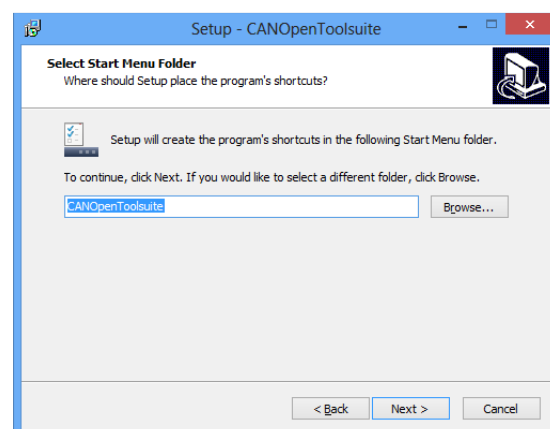 Setup - CANOpenToolsuite
Select Start Menu Folder
Where should Setup place the program's shortcuts?
Setup will create the program's shortcuts in the following Start Menu folder.
To continue, click Next. If you would like to select a different folder, click Browse.
CANOpenToolsuite
Browse...
< Back
Next >
Cancel